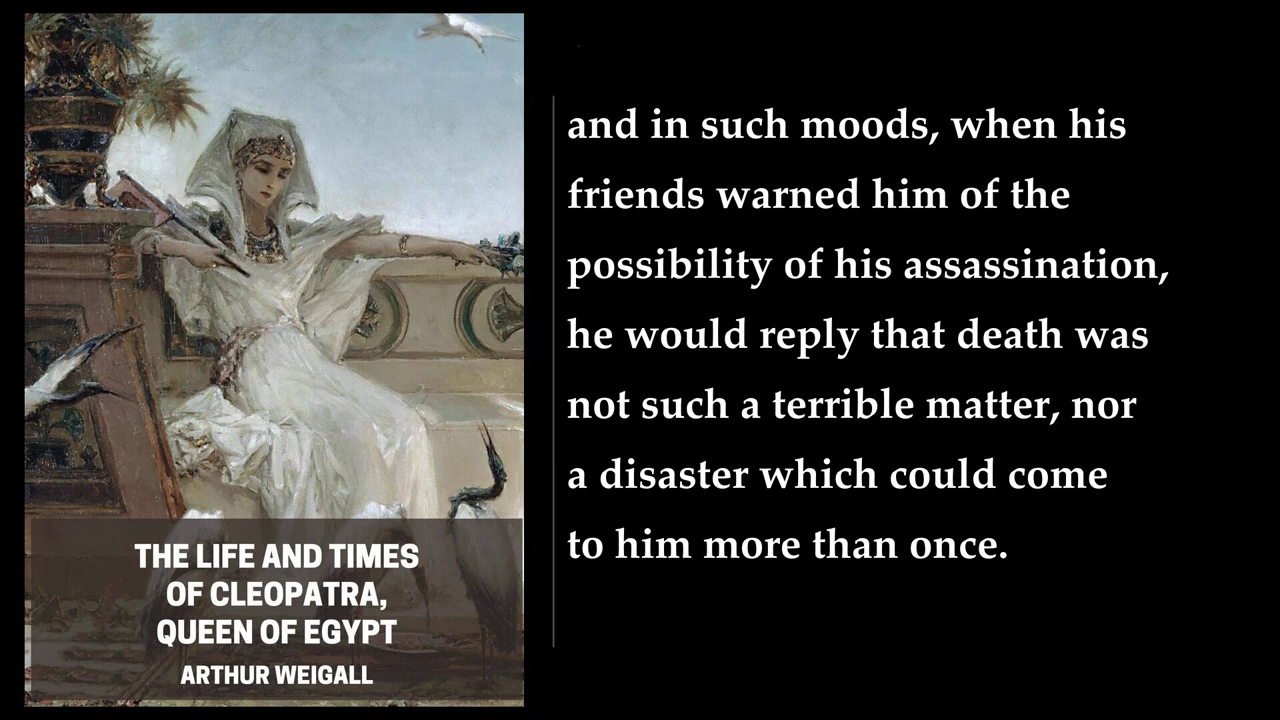 THE LIFE AND TIMES
OF CLEOPATRA,
QUEEN OF EGYPT
ARTHUR WEIGALL
and in such moods, when his
friends warned him of the
possibility of his assassination,
he would reply that death was
not such a terrible matter, nor
a disaster which could come
to him more than once.